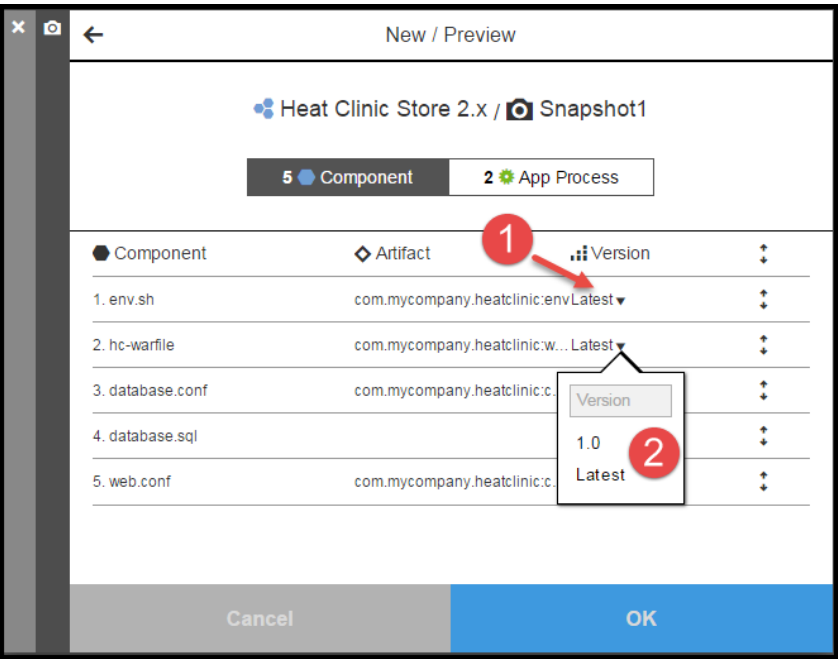 New / Preview
Heat Clinic Store 2.x / Snapshot1
5 Component 2 App Process
Component Artifact Version
1
1. env.sh com.mycompany.heatclinic:env Latest
2. hc-warfile com.mycompany.heatclinic:w... Latest
3. database.conf com.mycompany.heatclinic:c.
Version
4. database.sql
1.0
2
Latest
5. web.conf com.mycompany.heatclinic:c.
Cancel OK